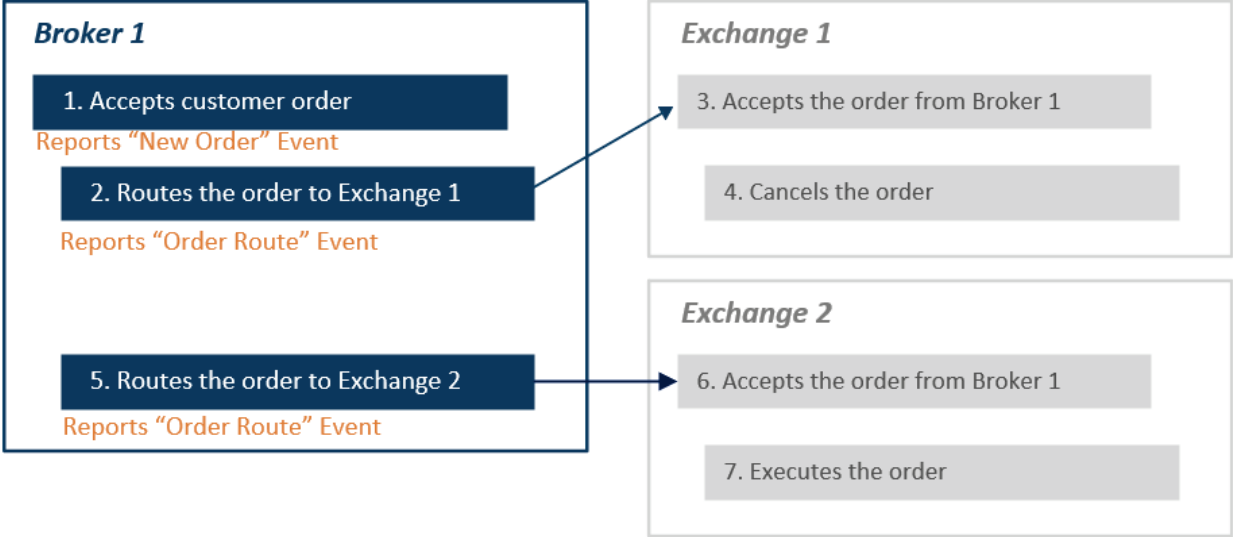 Broker 1
1. Accepts customer order
Reports “New Order” Event
2. Routes the order to Exchange 1
Reports “Order Route” Event
5. Routes the order to Exchange 2
Reports “Order Route” Event
Exchange 1
3. Accepts the order from Broker 1
4. Cancels the order
Exchange 2
6. Accepts the order from Broker 1
7. Executes the order